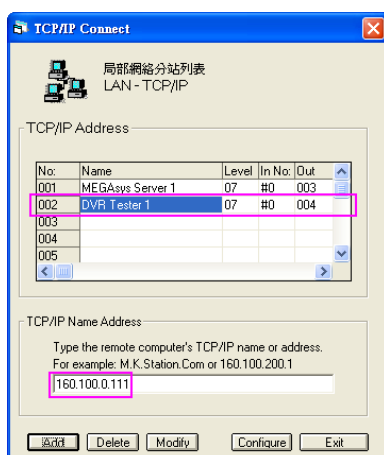 TCP/IP Connect
局部網絡分站列表
LAN - TCP/IP
TCP/IP Address
No: Name Level In No: Out
001 MEGAsys Server 1 07 #0 003
002 DVR Tester 1 07 #0 004
003
004
005
TCP/IP Name Address
Type the remote computer's TCP/IP name or address.
For example: M.K.Station.Com or 160.100.200.1
160.100.0.111
Add Delete Modify Configure Exit